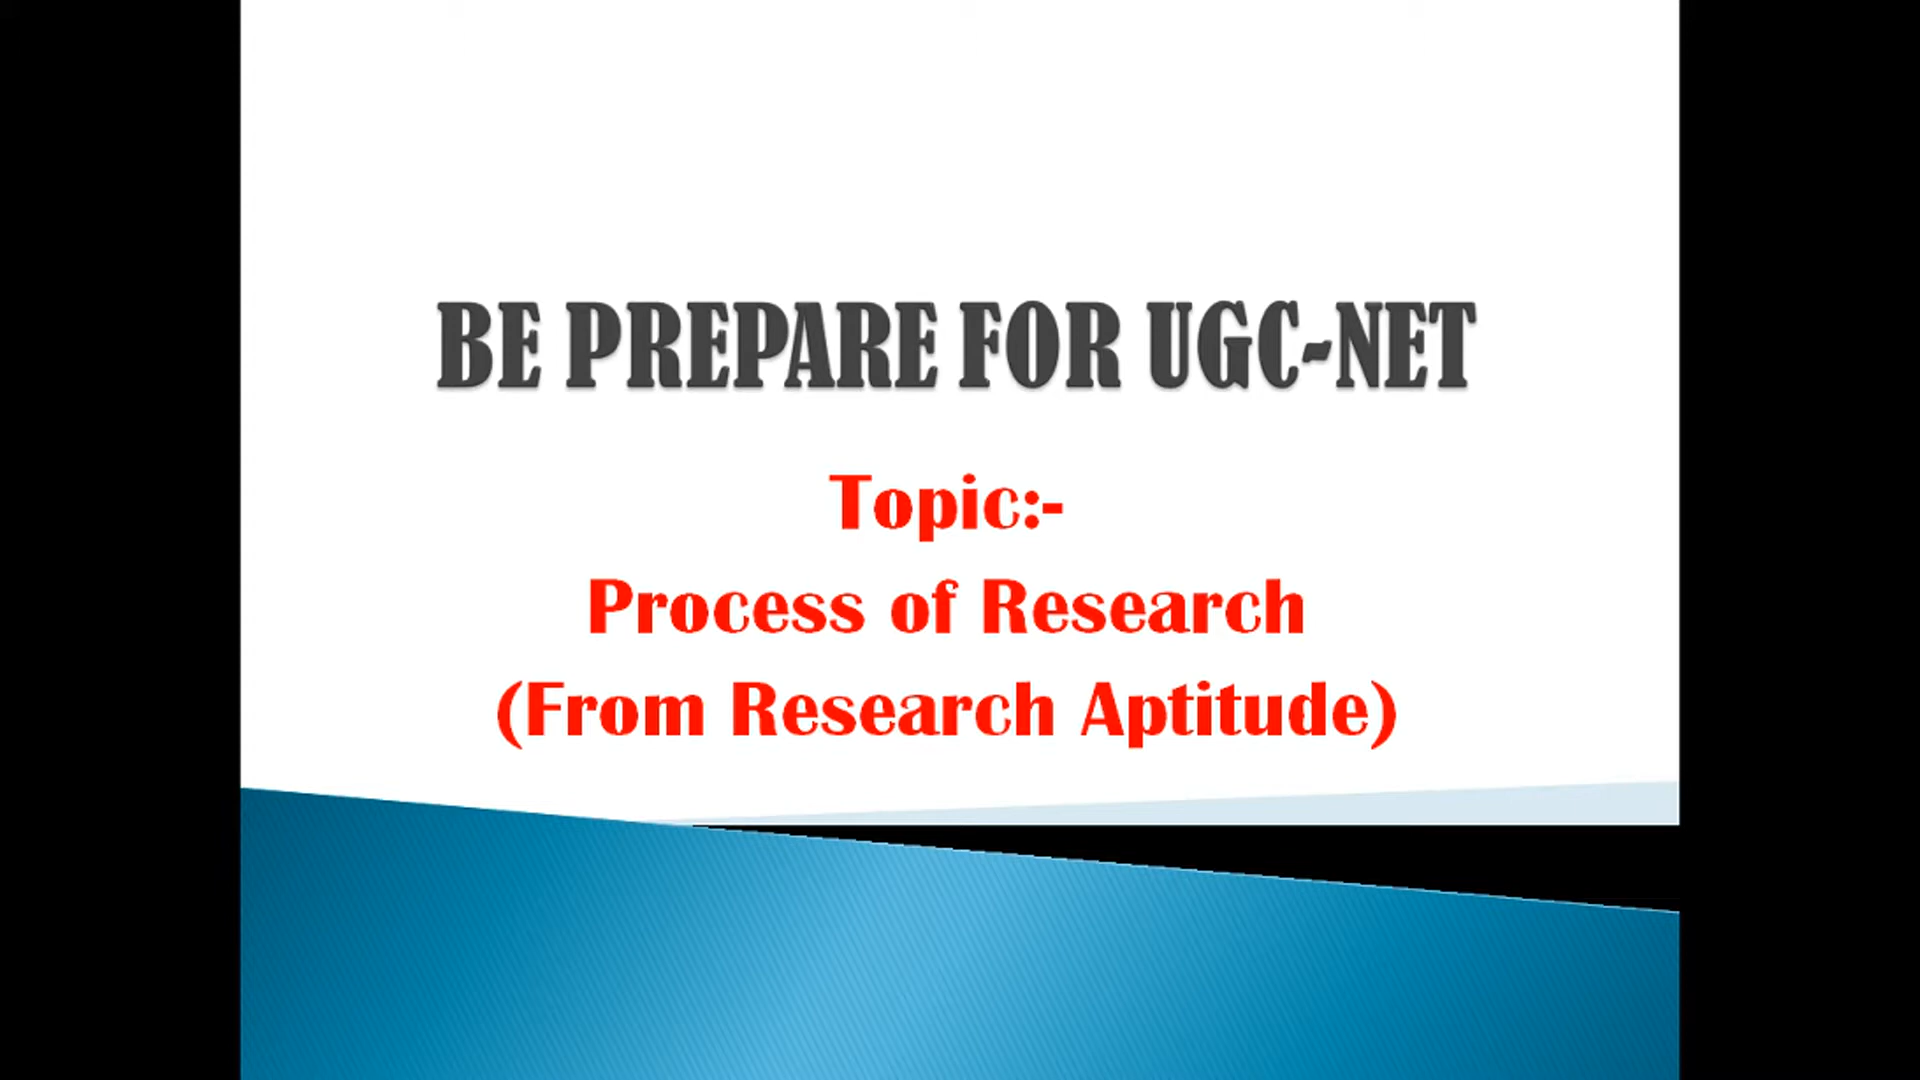 BE PREPARE FOR UGC-NET
Topic:-
Process of Research
(From Research Aptitude)